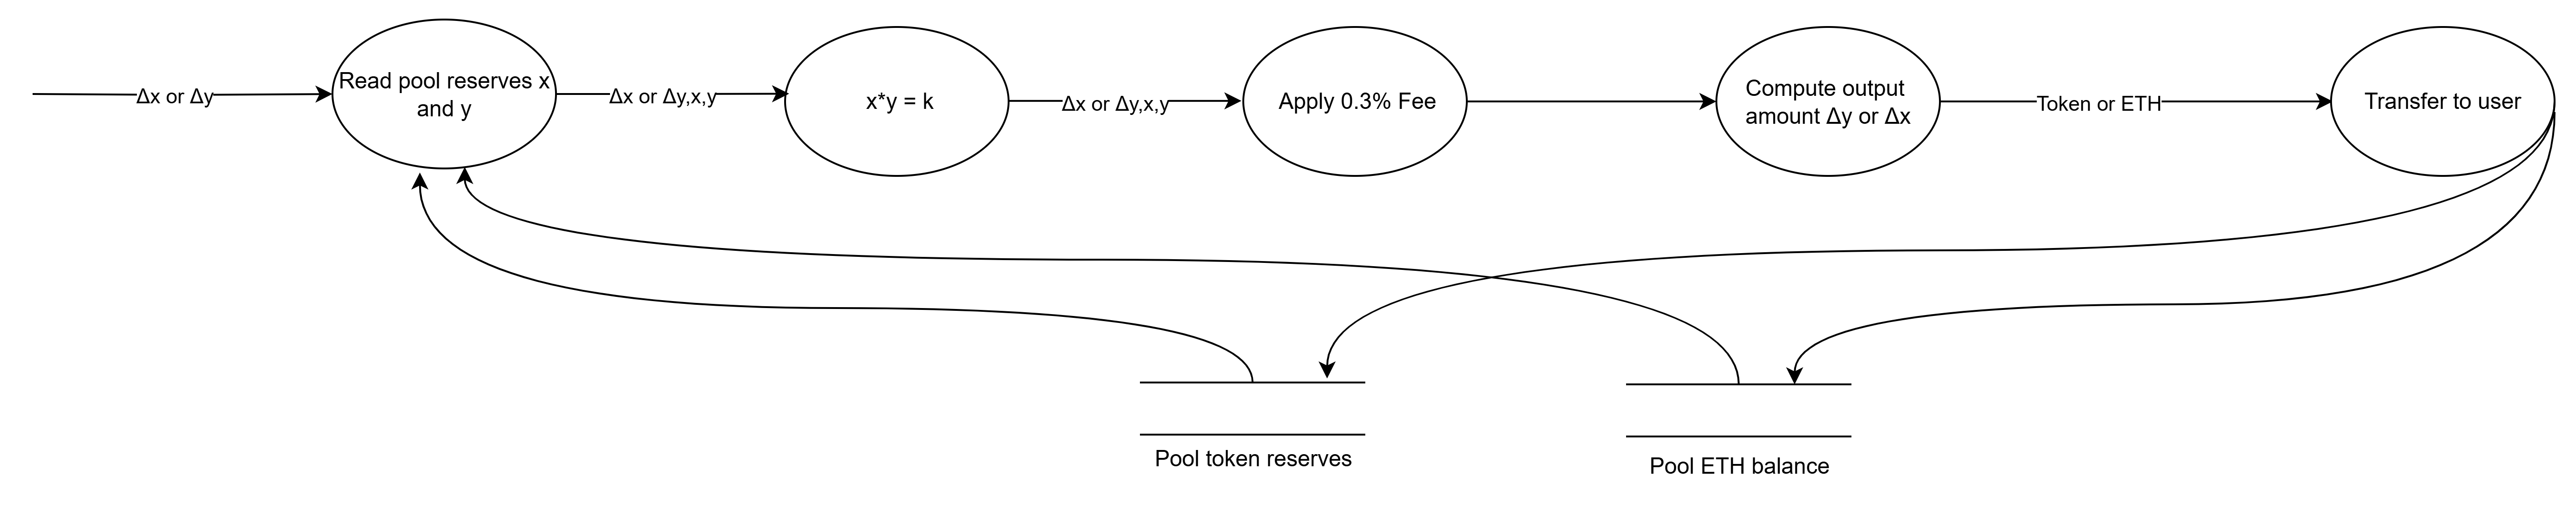 Δx or Δy
Read pool reserves x
and y
Δx or Δy,x,y
x*y = k
Δx or Δy,x,y
Apply 0.3% Fee
Compute output
amount Δy or Δx
Token or ETH
Transfer to user
Pool token reserves
Pool ETH balance